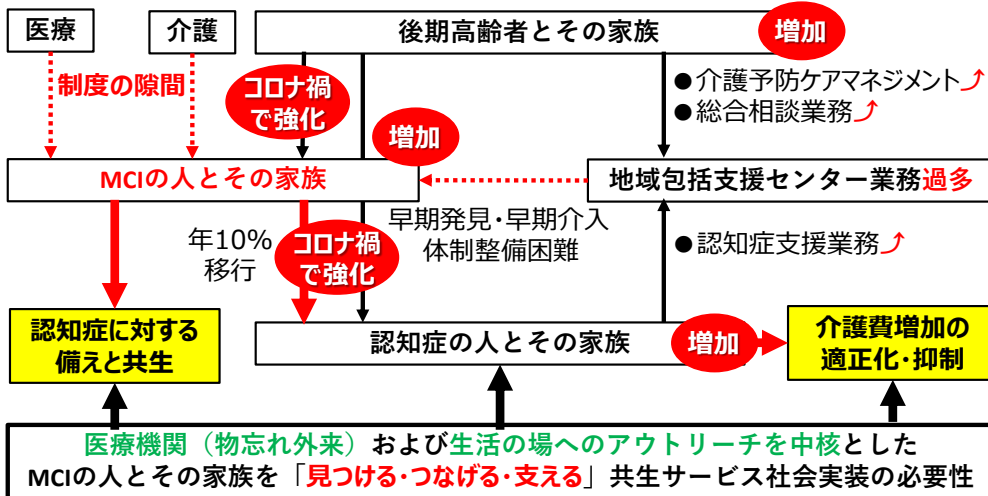 医療
介護
後期高齢者とその家族
増加
制度の隙間
コロナ禍
で強化
●介護予防ケアマネジメント
●総合相談業務
増加
MCIの人とその家族
地域包括支援センター業務過多
早期発見・早期介入
体制整備困難
年10%
移行
コロナ禍
で強化
●認知症支援業務
認知症に対する
備えと共生
認知症の人とその家族
増加
介護費増加の
適正化・抑制
医療機関（物忘れ外来）および生活の場へのアウトリーチを中核とした
MCIの人とその家族を「見つける・つなげる・支える」共生サービス社会実装の必要性